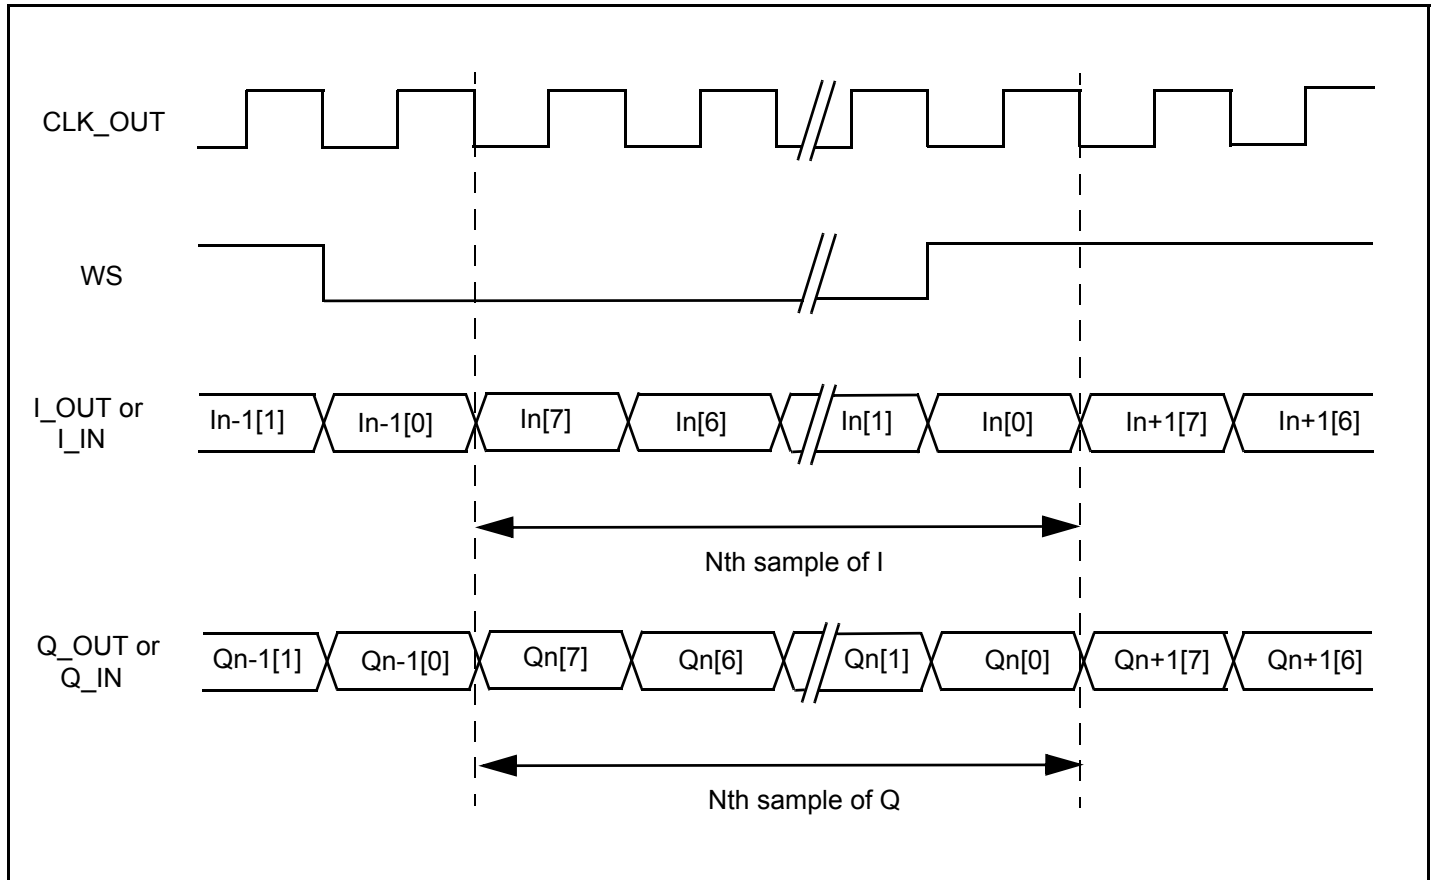 CLK_OUT
WS
I_OUT or
I_IN
In-1[1] In-1[0] In[7] In[6] In[1] In[0] In+1[7] In+1[6]
Nth sample of I
Q_OUT or
Q_IN
Qn-1[1] Qn-1[0] Qn[7] Qn[6] Qn[1] Qn[0] Qn+1[7] Qn+1[6]
Nth sample of Q